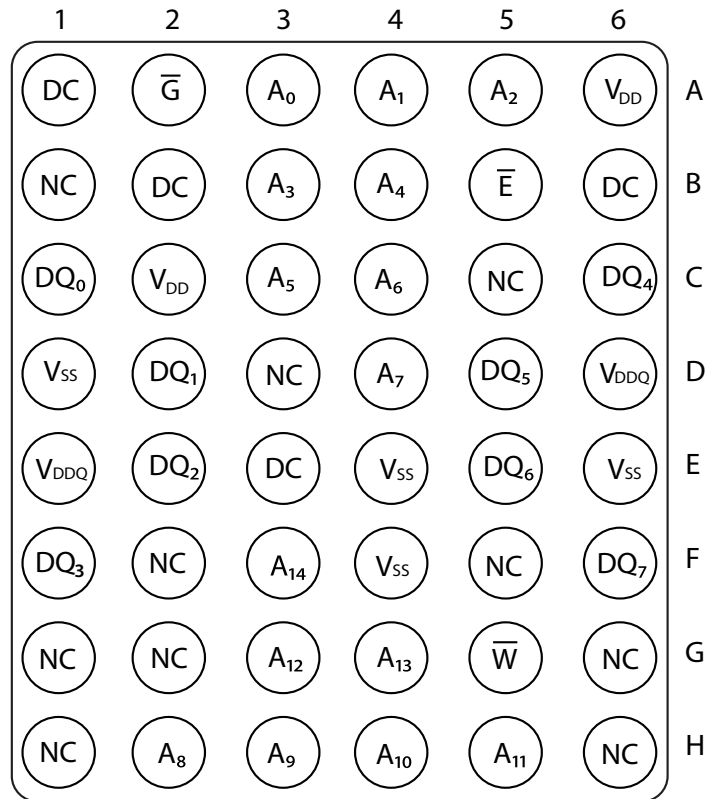 1 2 3 4 5 6
DC G̅ A₀ A₁ A₂ V_DD A
NC DC A₃ A₄ E̅ DC B
DQ₀ V_DD A₅ A₆ NC DQ₄ C
V_SS DQ₁ NC A₇ DQ₅ V_DDQ D
V_DDQ DQ₂ DC V_SS DQ₆ V_SS E
DQ₃ NC A₁₄ V_SS NC DQ₇ F
NC NC A₁₂ A₁₃ W̅ NC G
NC A₈ A₉ A₁₀ A₁₁ NC H